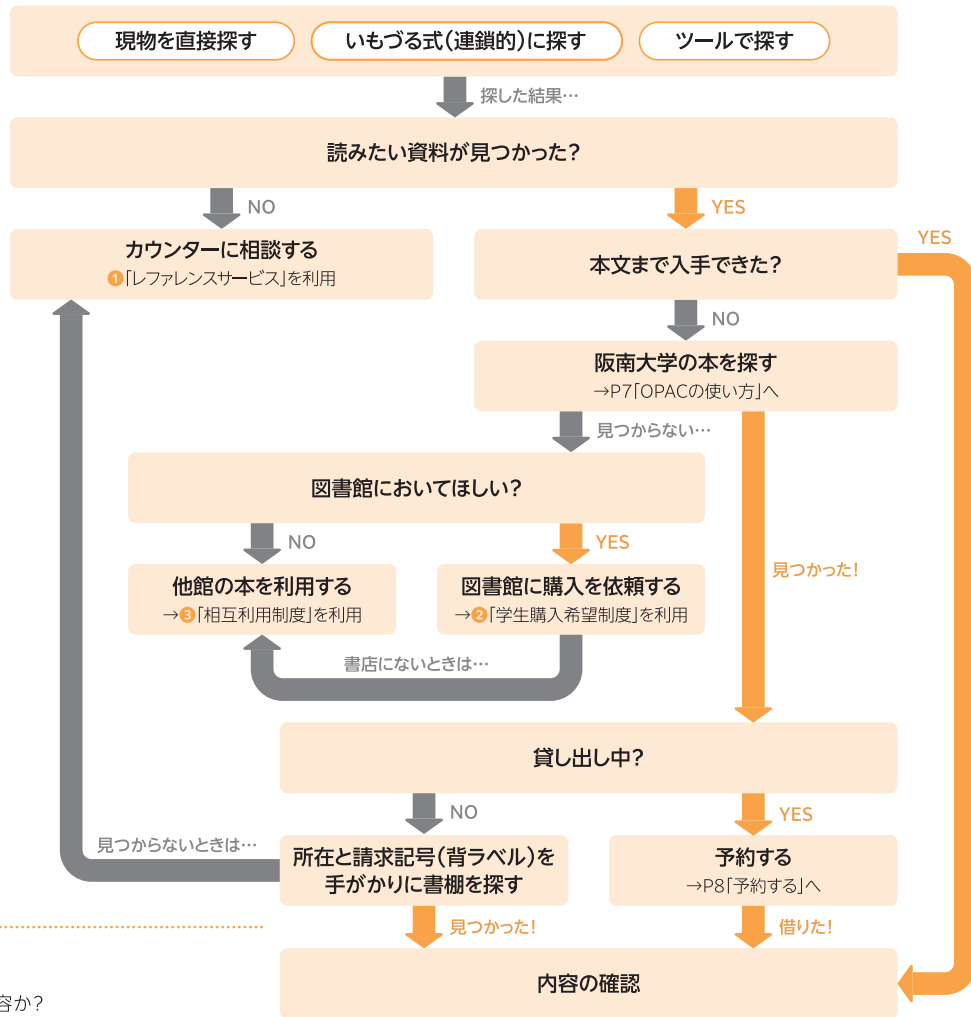 現物を直接探す
いもづる式(連鎖的)に探す
ツールで探す
探した結果…
読みたい資料が見つかった?
NO
YES
カウンターに相談する
❶「レファレンスサービス」を利用
本文まで入手できた?
YES
NO
阪南大学の本を探す
→P7「OPACの使い方」へ
見つからない…
図書館においてほしい?
NO
YES
見つかった!
他館の本を利用する
→❸「相互利用制度」を利用
図書館に購入を依頼する
→❷「学生購入希望制度」を利用
書店にないときは…
貸し出し中?
NO
YES
見つからないときは…
所在と請求記号(背ラベル)を
手がかりに書棚を探す
予約する
→P8「予約する」へ
見つかった!
借りた!
内容の確認
容か?